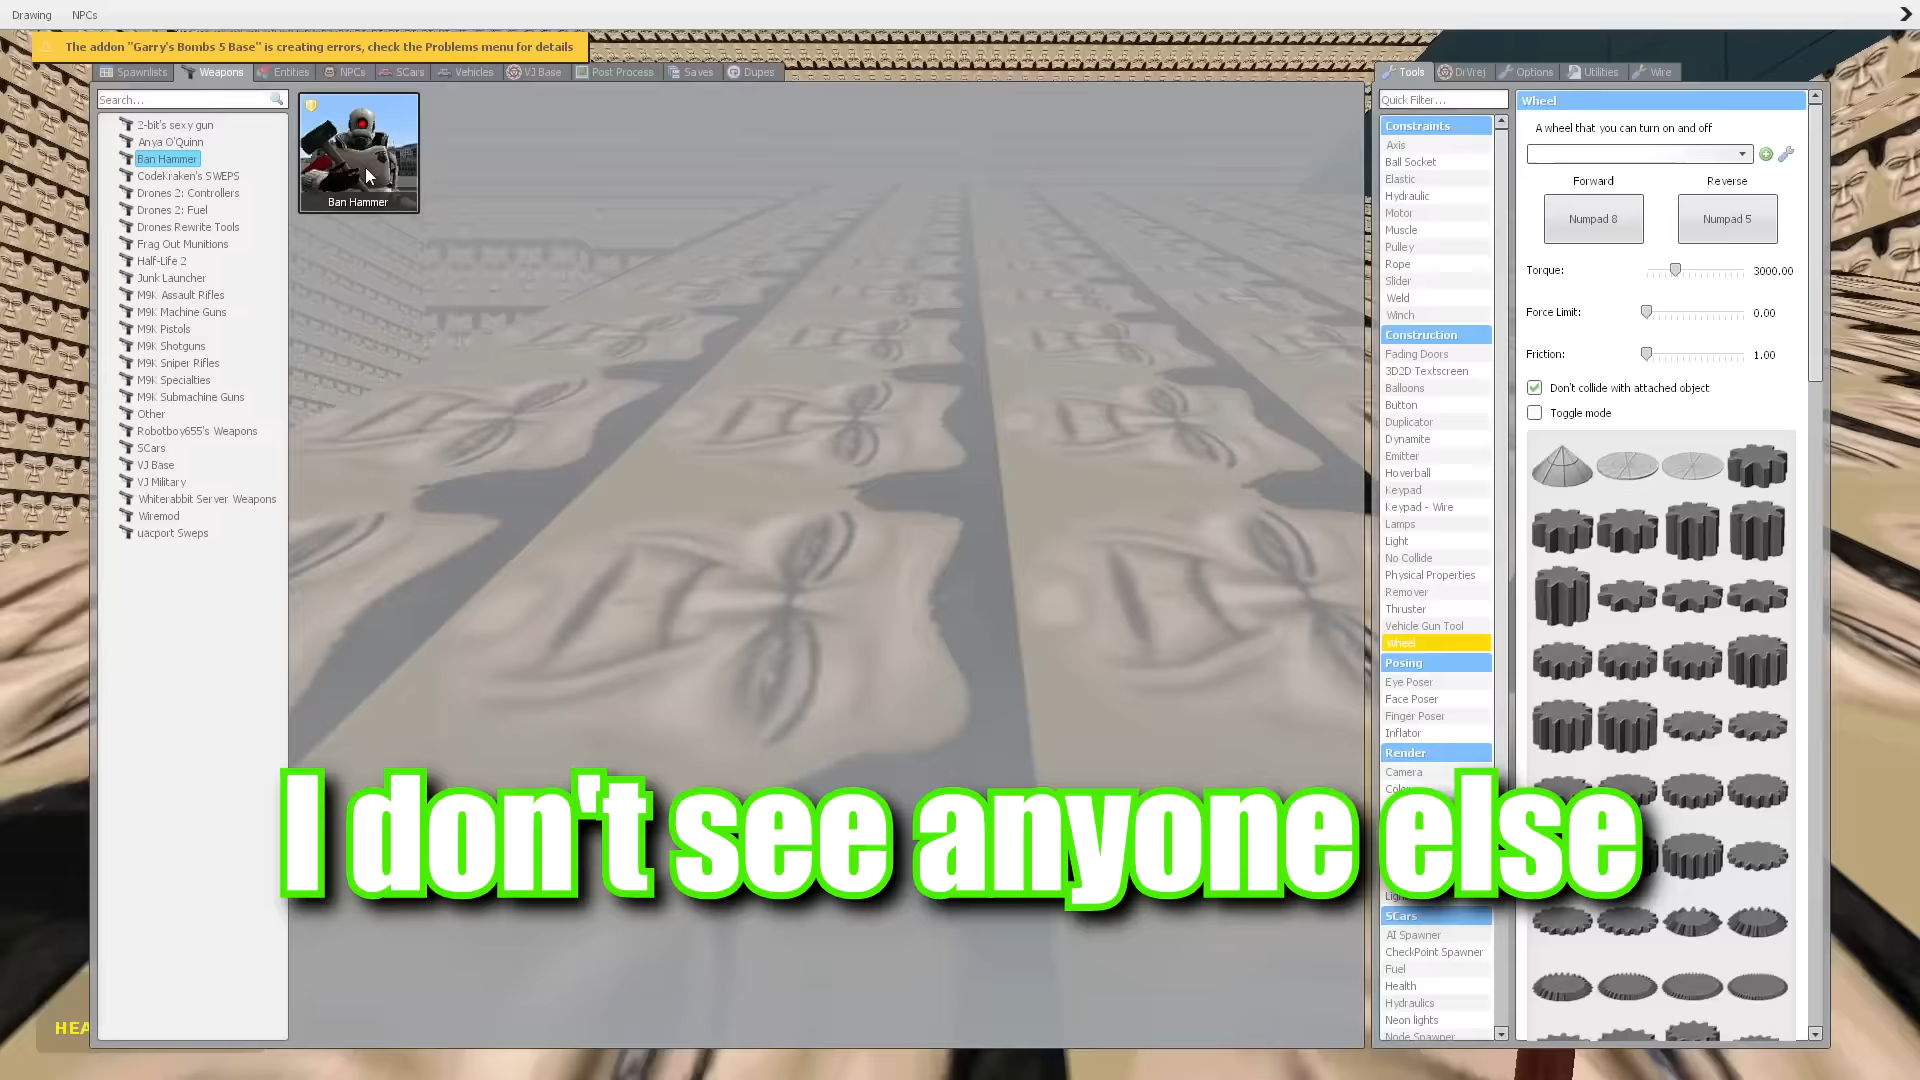 Drawing NPCs
The addon "Garry's Bombs 5 Base" is creating errors, check the Problems menu for details
Spawnlists Weapons Entities NPCs SCars Vehicles VJ Base Post Process Saves Dupes
Search...
2-bit's sexy gun
Anya O'Quinn
Ban Hammer
CodeKraken's SWEPS
Drones 2: Controllers
Drones 2: Fuel
Drones Rewrite Tools
Frag Out Munitions
Half-Life 2
Junk Launcher
M9K Assault Rifles
M9K Machine Guns
M9K Pistols
M9K Shotguns
M9K Sniper Rifles
M9K Specialties
M9K Submachine Guns
Other
Robotboy655's Weapons
SCars
VJ Base
VJ Military
Whiterabbit Server Weapons
Wiremod
uacport Sweps
Ban Hammer
Tools DrVrej Options Utilities Wire
Quick Filter...
Constraints
Axis
Ball Socket
Elastic
Hydraulic
Motor
Muscle
Pulley
Rope
Slider
Weld
Winch
Construction
Fading Doors
3D2D Textscreen
Balloons
Button
Duplicator
Dynamite
Emitter
Hoverball
Keypad
Keypad - Wire
Lamps
Light
No Collide
Physical Properties
Remover
Thruster
Vehicle Gun Tool
Wheel
Posing
Eye Poser
Face Poser
Finger Poser
Inflator
Render
Camera
SCars
AI Spawner
CheckPoint Spawner
Fuel
Health
Hydraulics
Neon lights
Node Spawner
Wheel
A wheel that you can turn on and off
Forward Reverse
Numpad 8 Numpad 5
Torque: 3000.00
Force Limit: 0.00
Friction: 1.00
Don't collide with attached object
Toggle mode
I don't see anyone else
HEA